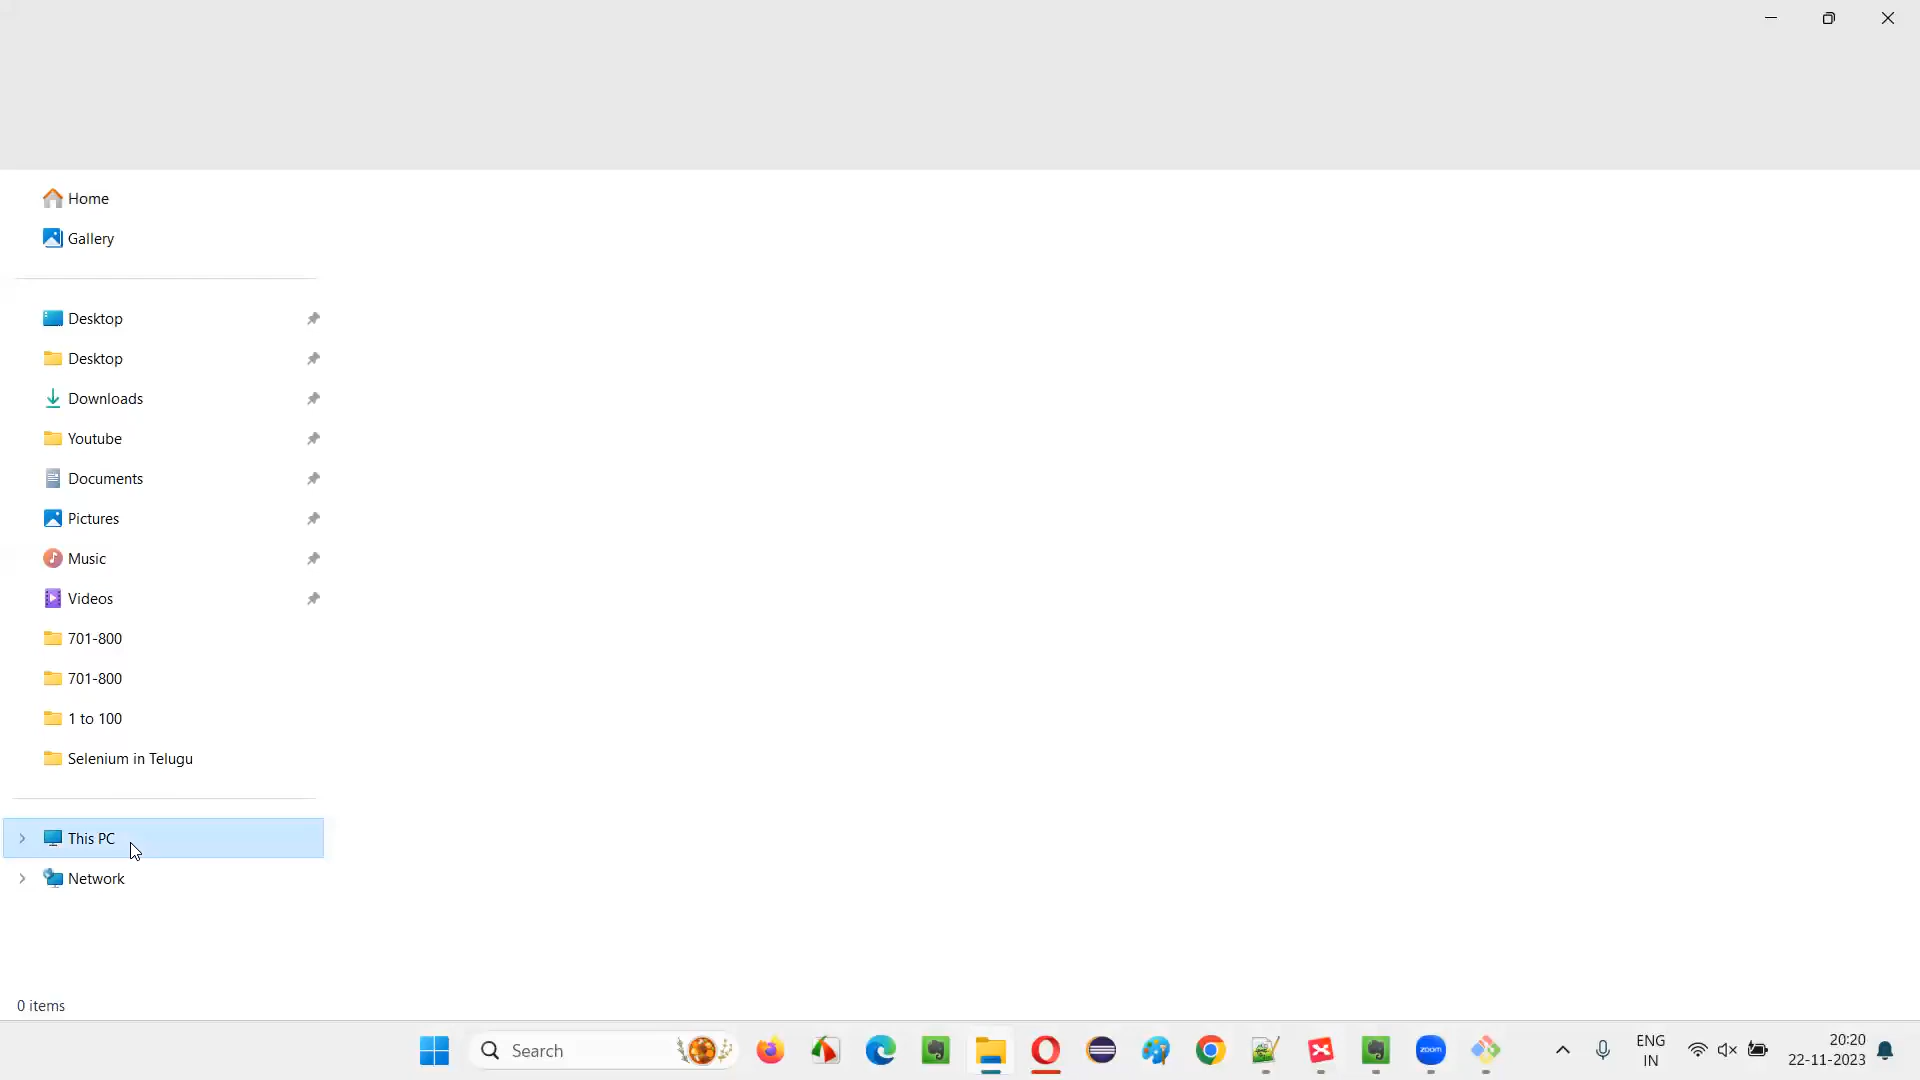 Home
Gallery
Desktop
Desktop
Downloads
Youtube
Documents
Pictures
Music
Videos
701-800
701-800
1 to 100
Selenium in Telugu
This PC
Network
0 items
Search
zoom
ENG
IN
20:20
22-11-2023